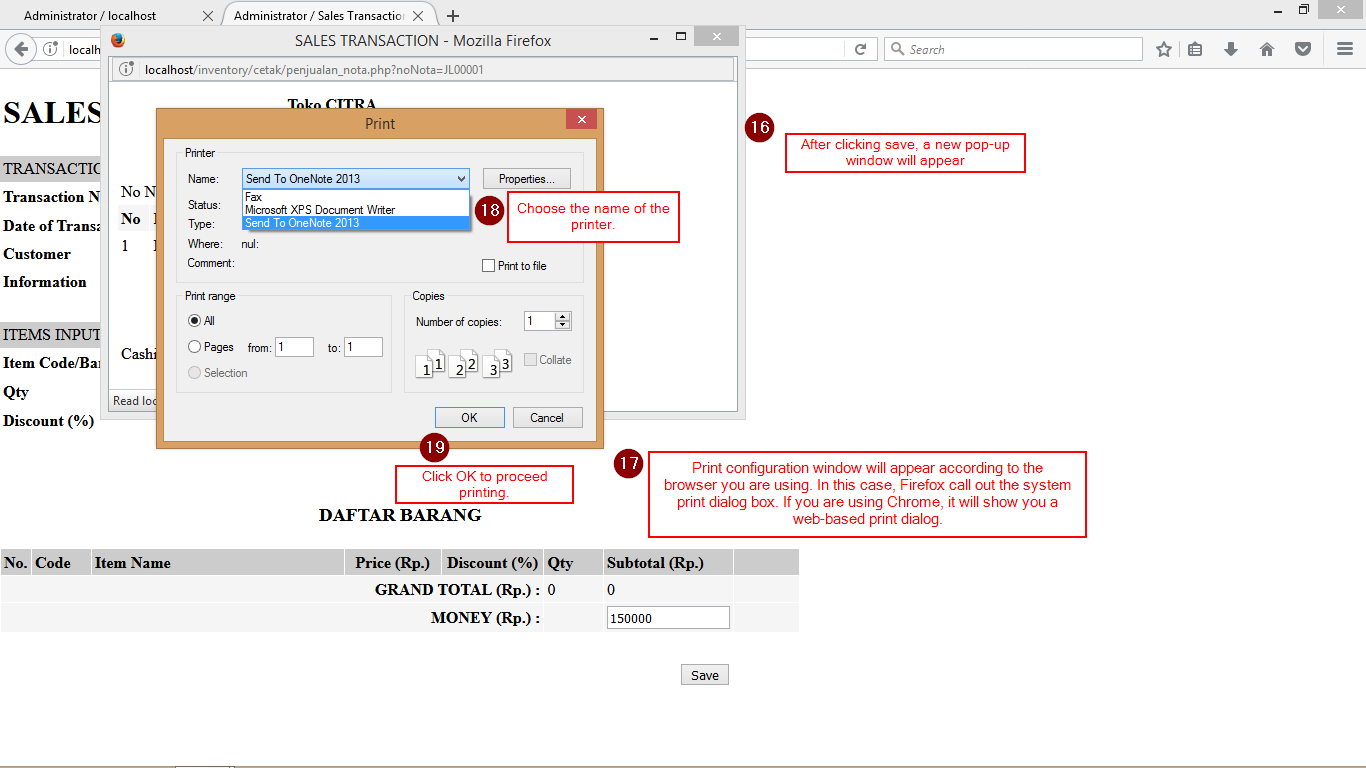 Administrator / localhost
Administrator / Sales Transaction
SALES TRANSACTION - Mozilla Firefox
localh
Search
localhost/inventory/cetak/penjualan_nota.php?noNota=JL00001
SALES
Toko CITRA
Print
16
After clicking save, a new pop-up
window will appear
TRANSACTIO
Transaction N
Date of Transa
Customer
Information
ITEMS INPUT
Item Code/Bar
Qty
Discount (%)
No N
No
1
Cashi
Read loc
Printer
Name:
Send To OneNote 2013
Properties...
Fax
Microsoft XPS Document Writer
Send To OneNote 2013
Status:
Type:
Where:
nul:
Comment:
Print to file
18
Choose the name of the
printer.
Print range
All
Pages
from:
1
to:
1
Selection
Copies
Number of copies:
1
1 1 2 2 3 3
Collate
OK
Cancel
19
Click OK to proceed
printing.
17
Print configuration window will appear according to the
browser you are using. In this case, Firefox call out the system
print dialog box. If you are using Chrome, it will show you a
web-based print dialog.
DAFTAR BARANG
No. Code Item Name Price (Rp.) Discount (%) Qty Subtotal (Rp.)
GRAND TOTAL (Rp.) : 0 0
MONEY (Rp.) : 150000
Save